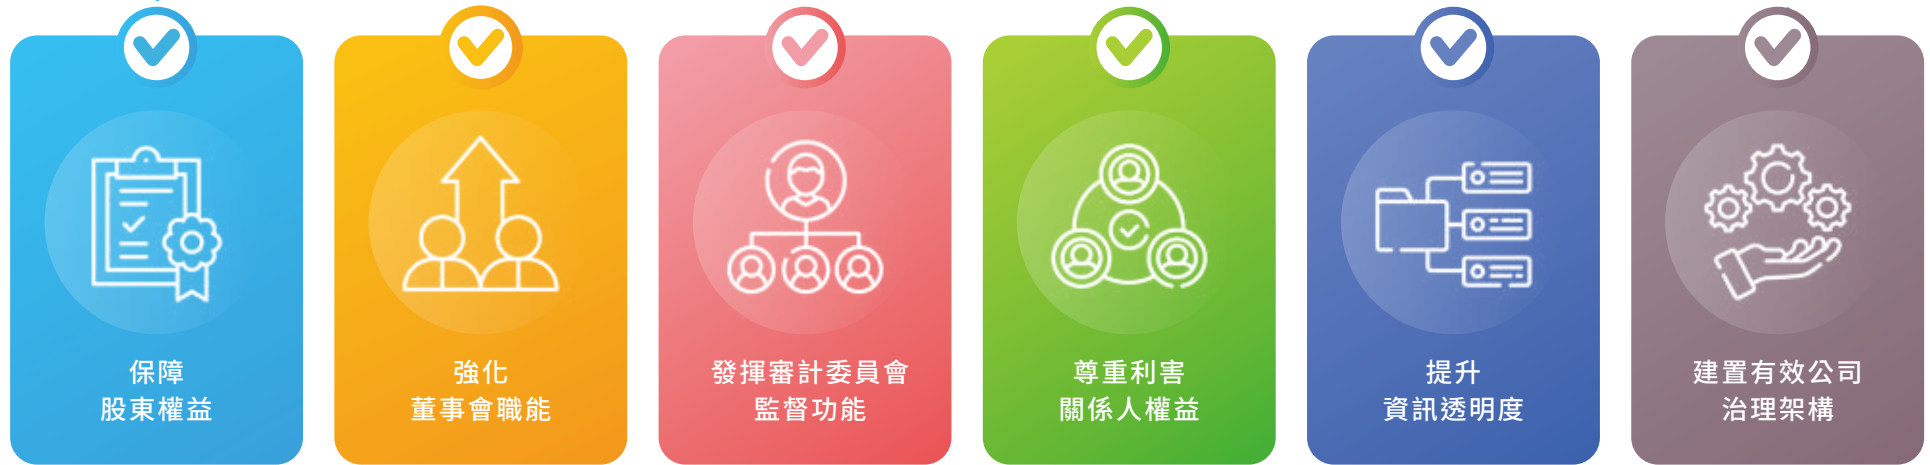 保障
股東權益
強化
董事會職能
發揮審計委員會
監督功能
尊重利害
關係人權益
提升
資訊透明度
建置有效公司
治理架構